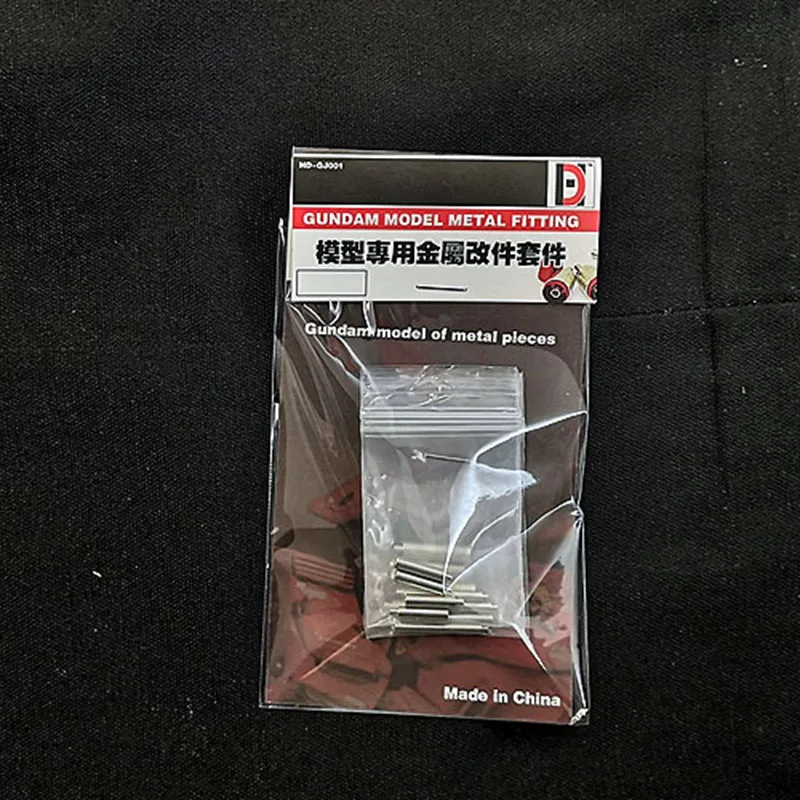 HD-GJ001
GUNDAM MODEL METAL FITTING
模型專用金屬改件套件
Gundam model of metal pieces
Made in China